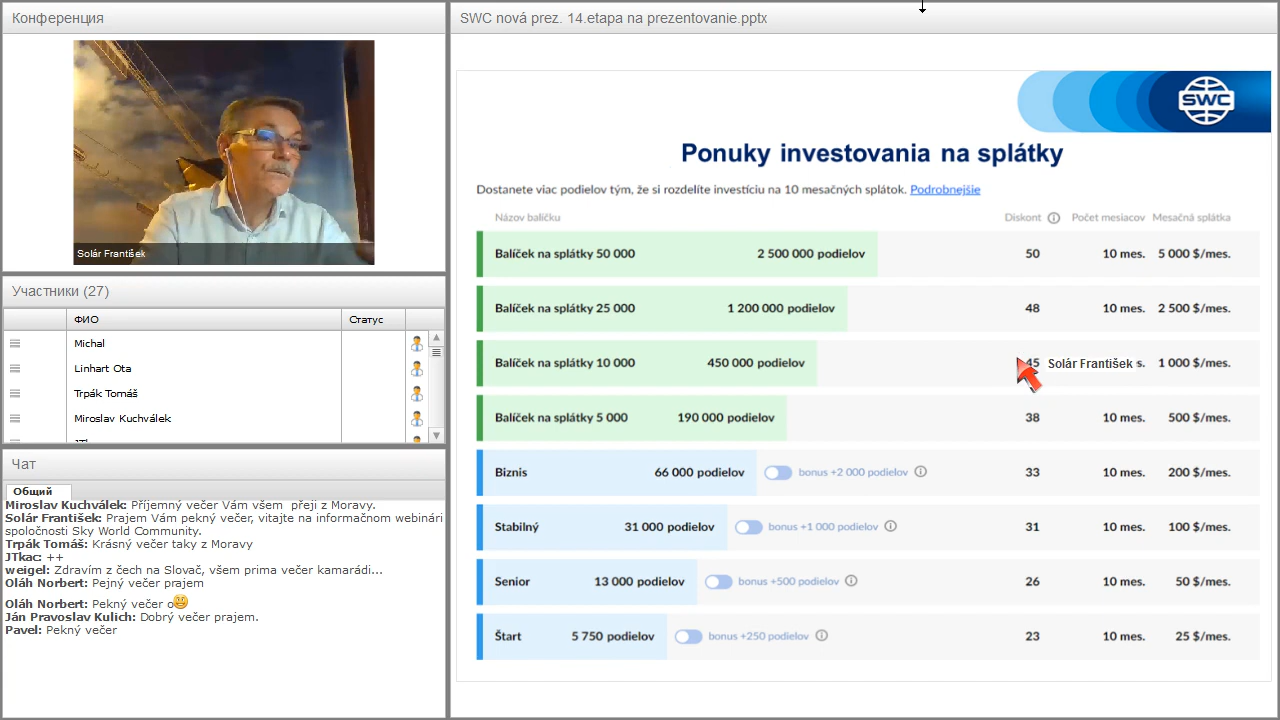 Конференция
Solár František
Участники (27)
ФИО
Статус
Michal
Linhart Ota
Trpák Tomáš
Miroslav Kuchválek
Чат
Общий
Miroslav Kuchválek: Příjemný večer Vám všem přeji z Moravy.
Solár František: Prajem Vám pekný večer, vitajte na informačnom webinári
spoločnosti Sky World Community.
Trpák Tomáš: Krásný večer taky z Moravy
JTkac: ++
weigel: Zdravím z čech na Slovač, všem prima večer kamarádi...
Oláh Norbert: Pejný večer prajem
Oláh Norbert: Pekný večer o
Ján Pravoslav Kulich: Dobrý večer prajem.
Pavel: Pekný večer
SWC nová prez. 14.etapa na prezentovanie.pptx
SWC
Ponuky investovania na splátky
Dostanete viac podielov tým, že si rozdelíte investíciu na 10 mesačných splátok. Podrobnejšie
Názov balíčku Diskont Počet mesiacov Mesačná splátka
Balíček na splátky 50 000 2 500 000 podielov 50 10 mes. 5 000 $/mes.
Balíček na splátky 25 000 1 200 000 podielov 48 10 mes. 2 500 $/mes.
Balíček na splátky 10 000 450 000 podielov 45 Solár František s. 1 000 $/mes.
Balíček na splátky 5 000 190 000 podielov 38 10 mes. 500 $/mes.
Biznis 66 000 podielov bonus +2 000 podielov 33 10 mes. 200 $/mes.
Stabilný 31 000 podielov bonus +1 000 podielov 31 10 mes. 100 $/mes.
Senior 13 000 podielov bonus +500 podielov 26 10 mes. 50 $/mes.
Štart 5 750 podielov bonus +250 podielov 23 10 mes. 25 $/mes.